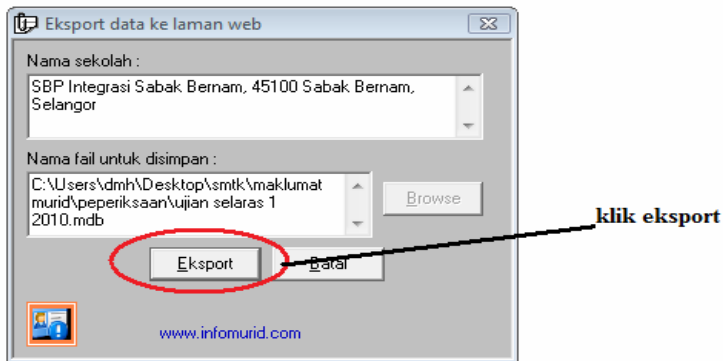 Eksport data ke laman web
Nama sekolah :
SBP Integrasi Sabak Bernam, 45100 Sabak Bernam,
Selangor
Nama fail untuk disimpan :
C:\Users\dmh\Desktop\smtk\maklumat
murid\peperiksaan\ujian selaras 1
2010.mdb
Browse
klik eksport
Eksport
Batal
www.infomurid.com